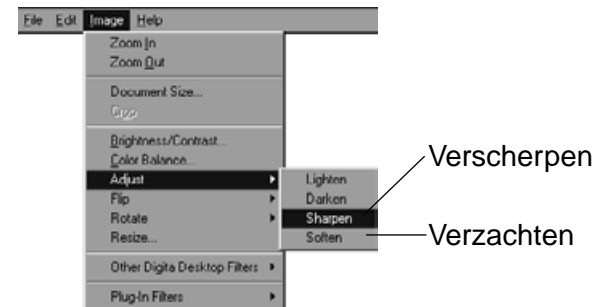 File Edit Image Help
Zoom In
Zoom Out
Document Size...
Crop
Brightness/Contrast...
Color Balance...
Adjust
Flip
Rotate
Resize...
Other Digita Desktop Filters
Plug-In Filters
Lighten
Darken
Sharpen
Soften
Verscherpen
Verzachten